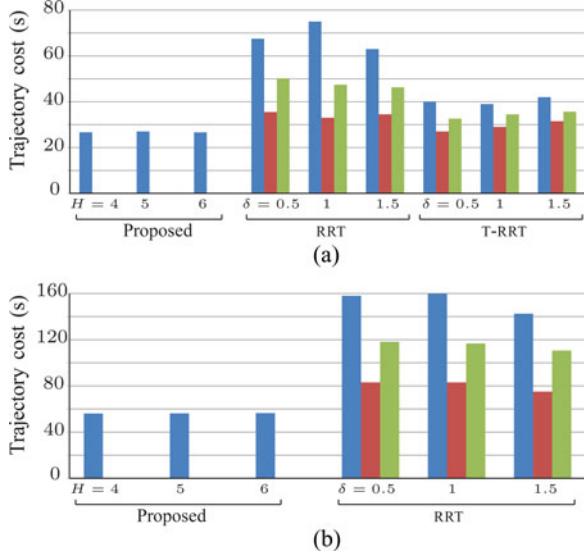 Trajectory cost (s)
80
60
40
20
0
H = 4 5 6 δ = 0.5 1 1.5 δ = 0.5 1 1.5
Proposed RRT T-RRT
(a)
Trajectory cost (s)
160
120
80
40
0
H = 4 5 6 δ = 0.5 1 1.5
Proposed RRT
(b)